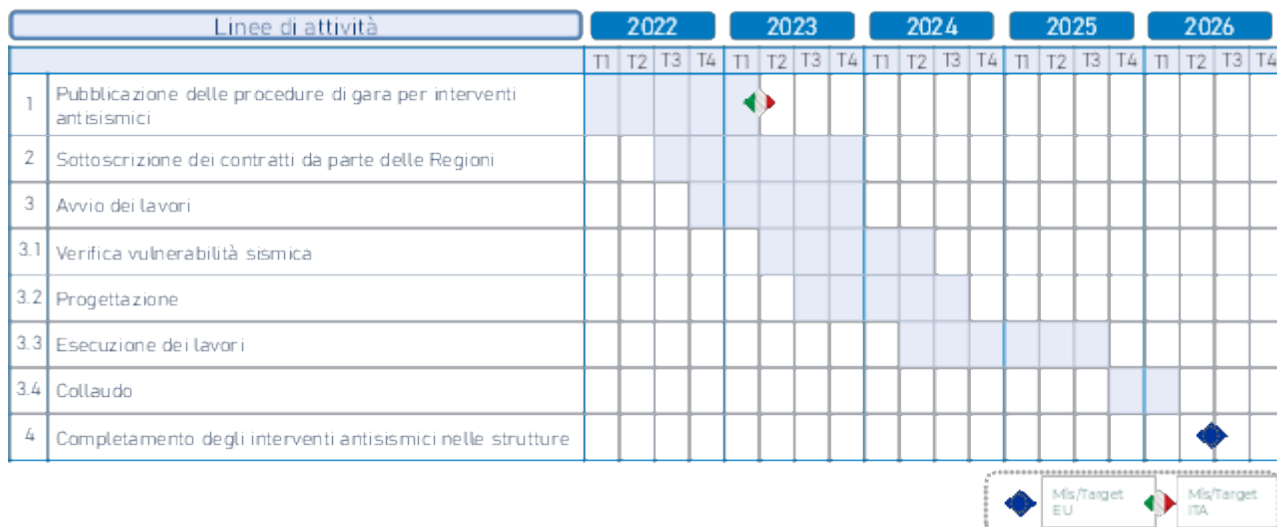 Linee di attività 2022 2023 2024 2025 2026
T1 T2 T3 T4 T1 T2 T3 T4 T1 T2 T3 T4 T1 T2 T3 T4 T1 T2 T3 T4
1 Pubblicazione delle procedure di gara per interventi
antisismici
2 Sottoscrizione dei contratti da parte delle Regioni
3 Avvio dei lavori
3.1 Verifica vulnerabilità sismica
3.2 Progettazione
3.3 Esecuzione dei lavori
3.4 Collaudo
4 Completamento degli interventi antisismici nelle strutture
Mls/Target Mls/Target
EU ITA